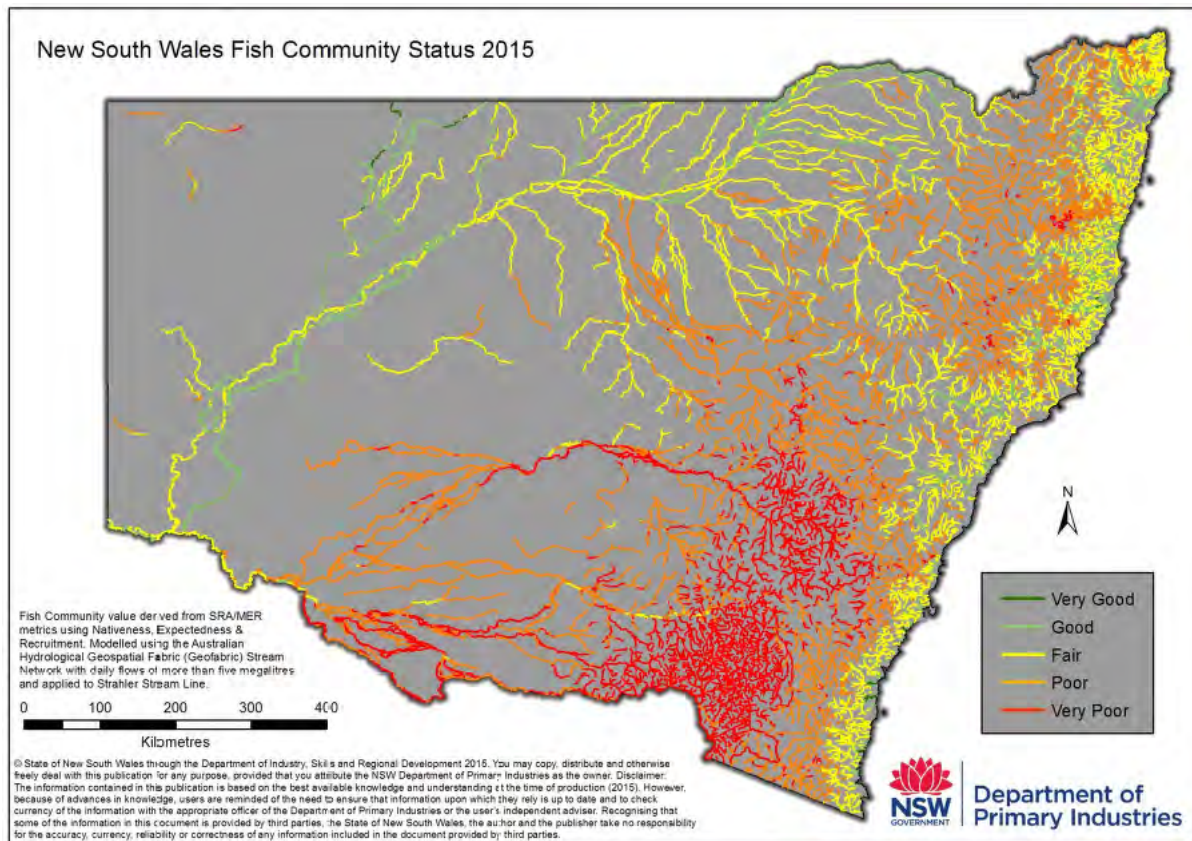 New South Wales Fish Community Status 2015
N
Very Good
Good
Fair
Poor
Very Poor
Fish Community value derived from SRA/MER
metrics using Nativeness, Expectedness &
Recruitment. Modelled using the Australian
Hydrological Geospatial Fabric (Geofabric) Stream
Network with daily flows of more than five megalitres
and applied to Strahler Stream Line.
0 100 200 300 400
Kilometres
© State of New South Wales through the Department of Industry, Skills and Regional Development 2015. You may copy, distribute and otherwise
freely deal with this publication for any purpose, provided that you attribute the NSW Department of Primary Industries as the owner. Disclaimer:
The information contained in this publication is based on the best available knowledge and understanding at the time of production (2015). However,
because of advances in knowledge, users are reminded of the need to ensure that information upon which they rely is up to date and to check
currency of the information with the appropriate officer of the Department of Primary Industries or the user's independent adviser. Recognising that
some of the information in this document is provided by third parties, the State of New South Wales, the author and the publisher take no responsibility
for the accuracy, currency, reliability or correctness of any information included in the document provided by third parties.
NSW
GOVERNMENT
Department of
Primary Industries